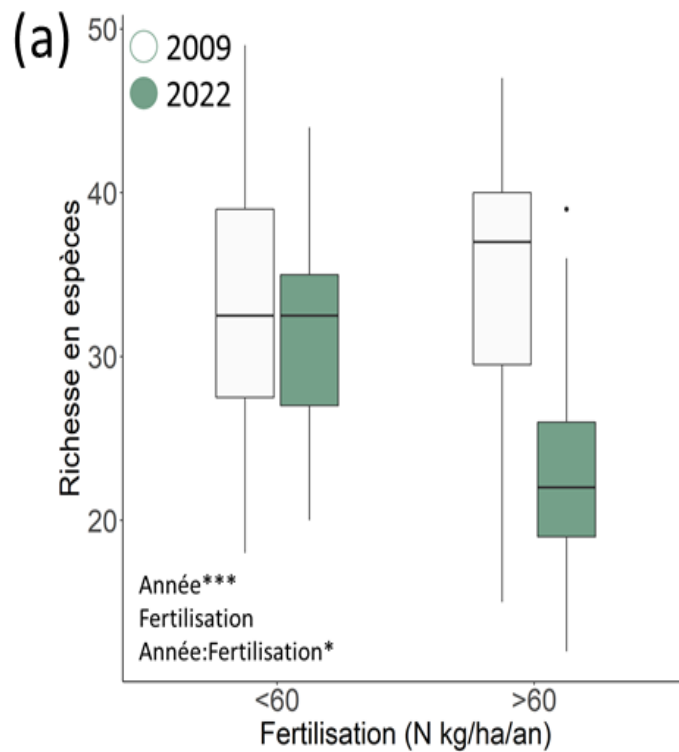 (a)
2009
2022
Richesse en espèces
50
40
30
20
Année***
Fertilisation
Année:Fertilisation*
<60
>60
Fertilisation (N kg/ha/an)